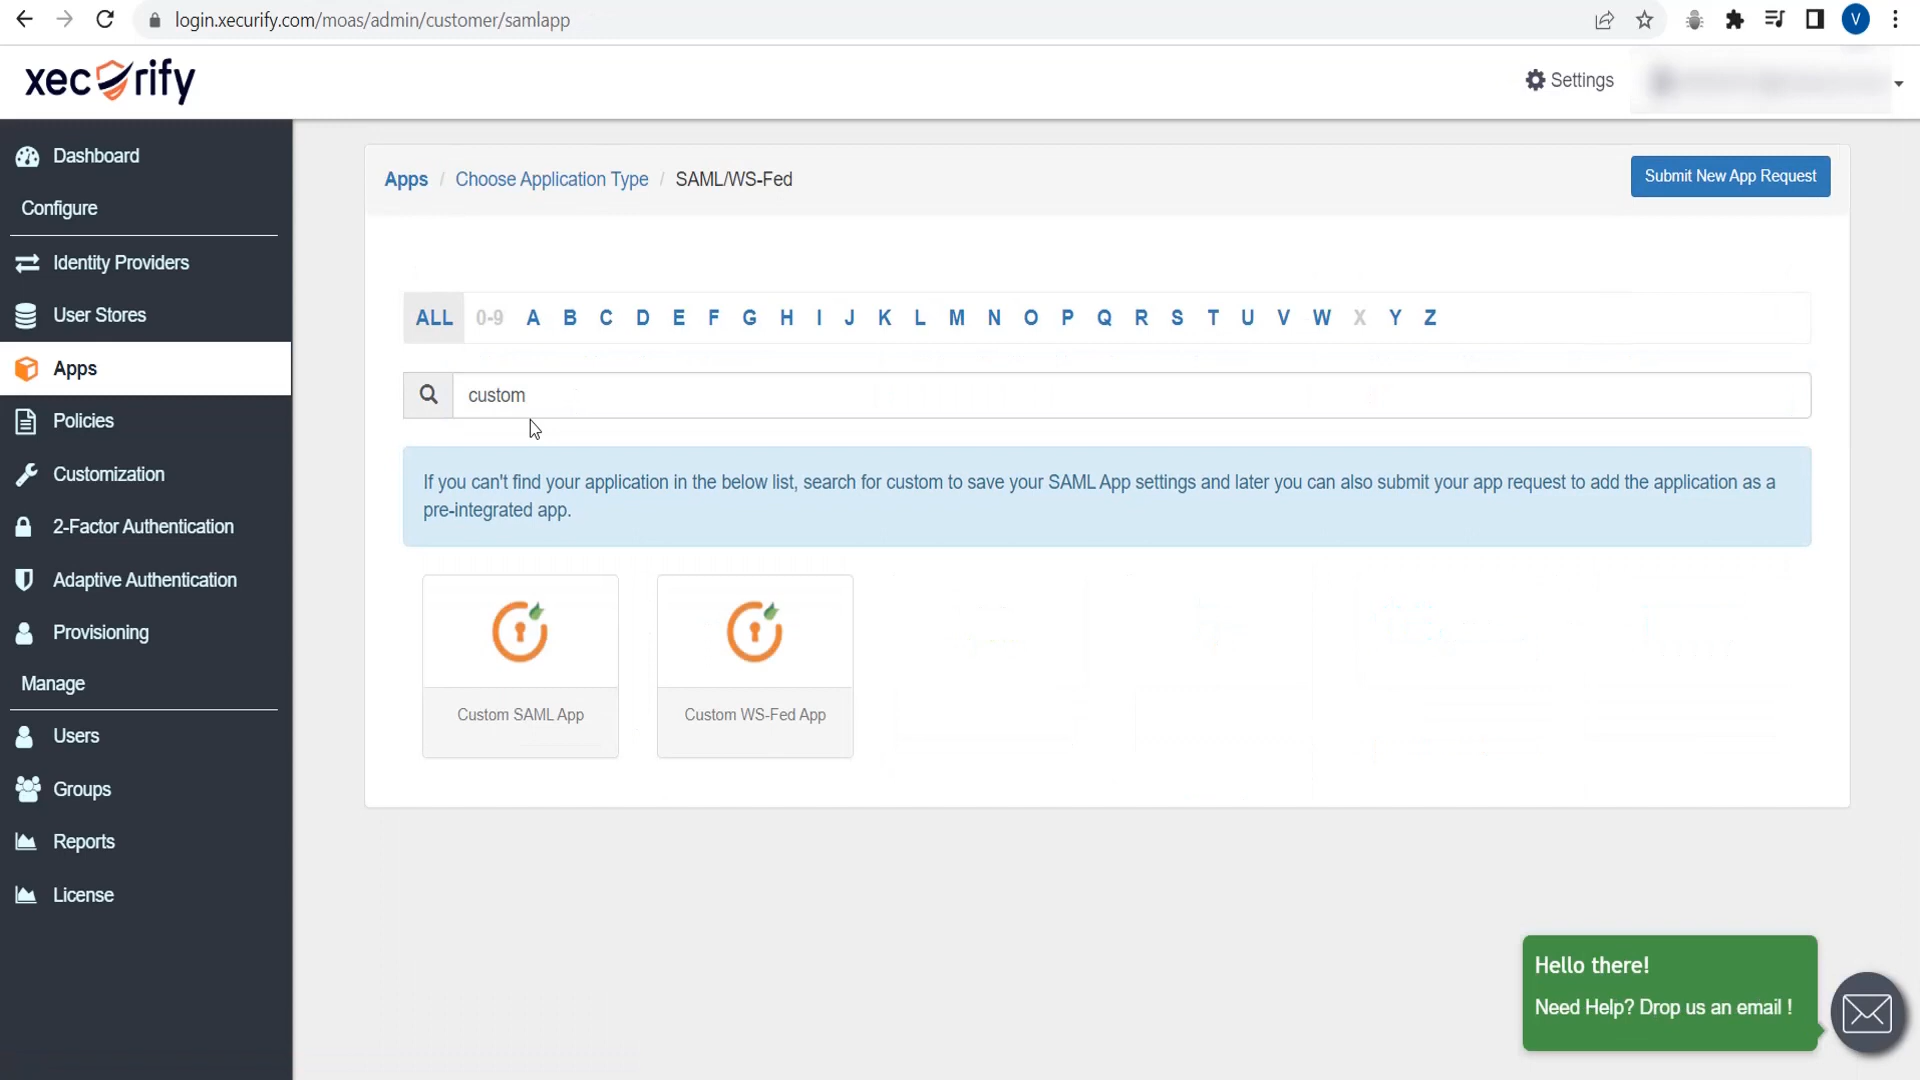 login.xecurify.com/moas/admin/customer/samlapp
V
xecurify
Settings
Dashboard
Configure
Identity Providers
User Stores
Apps
Policies
Customization
2-Factor Authentication
Adaptive Authentication
Provisioning
Manage
Users
Groups
Reports
License
Apps / Choose Application Type / SAML/WS-Fed
Submit New App Request
ALL 0-9 A B C D E F G H I J K L M N O P Q R S T U V W X Y Z
custom
If you can't find your application in the below list, search for custom to save your SAML App settings and later you can also submit your app request to add the application as a
pre-integrated app.
Custom SAML App
Custom WS-Fed App
Hello there!
Need Help? Drop us an email !